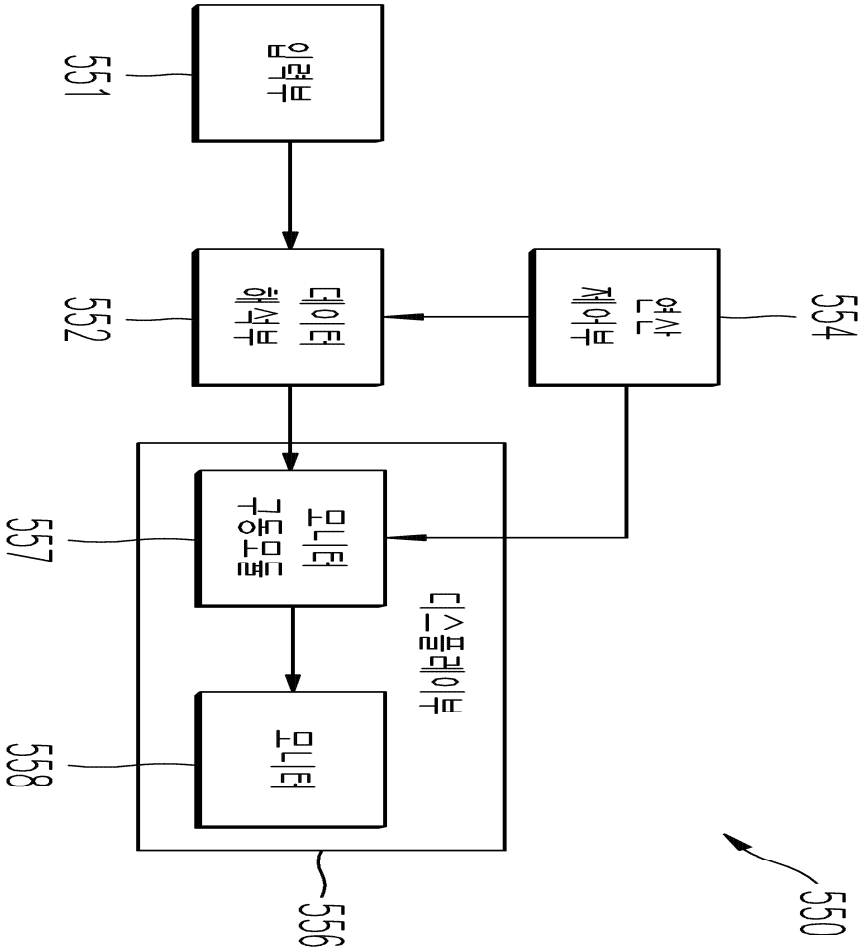 550
554
연산
제어부
556
디스플레이부
입력부
데이터
해석부
모니터
구동모듈
모니터
551
552
557
558